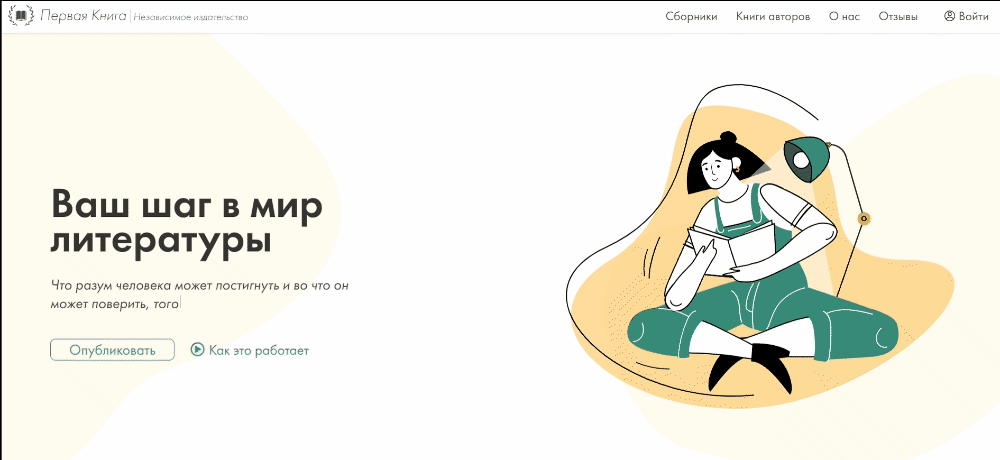 Первая Книга | Независимое издательство
Сборники Книги авторов О нас Отзывы Войти
Ваш шаг в мир
литературы
Что разум человека может постигнуть и во что он
может поверить, того
Опубликовать Как это работает